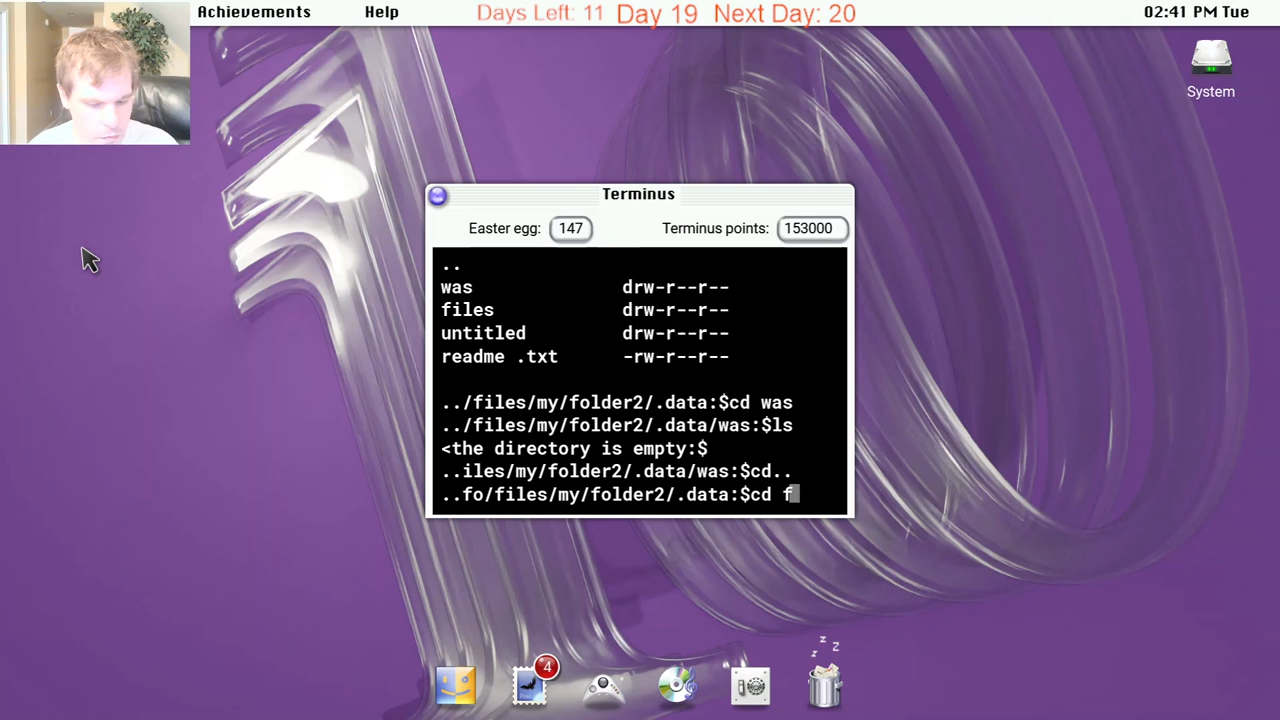 Achievements Help Days Left: 11 Day 19 Next Day: 20 02:41 PM Tue
System
Terminus
Easter egg: 147 Terminus points: 153000
..
was drw-r--r--
files drw-r--r--
untitled drw-r--r--
readme .txt -rw-r--r--
../files/my/folder2/.data:$cd was
../files/my/folder2/.data/was:$ls
<the directory is empty:$
..iles/my/folder2/.data/was:$cd..
..fo/files/my/folder2/.data:$cd f
z z z
4